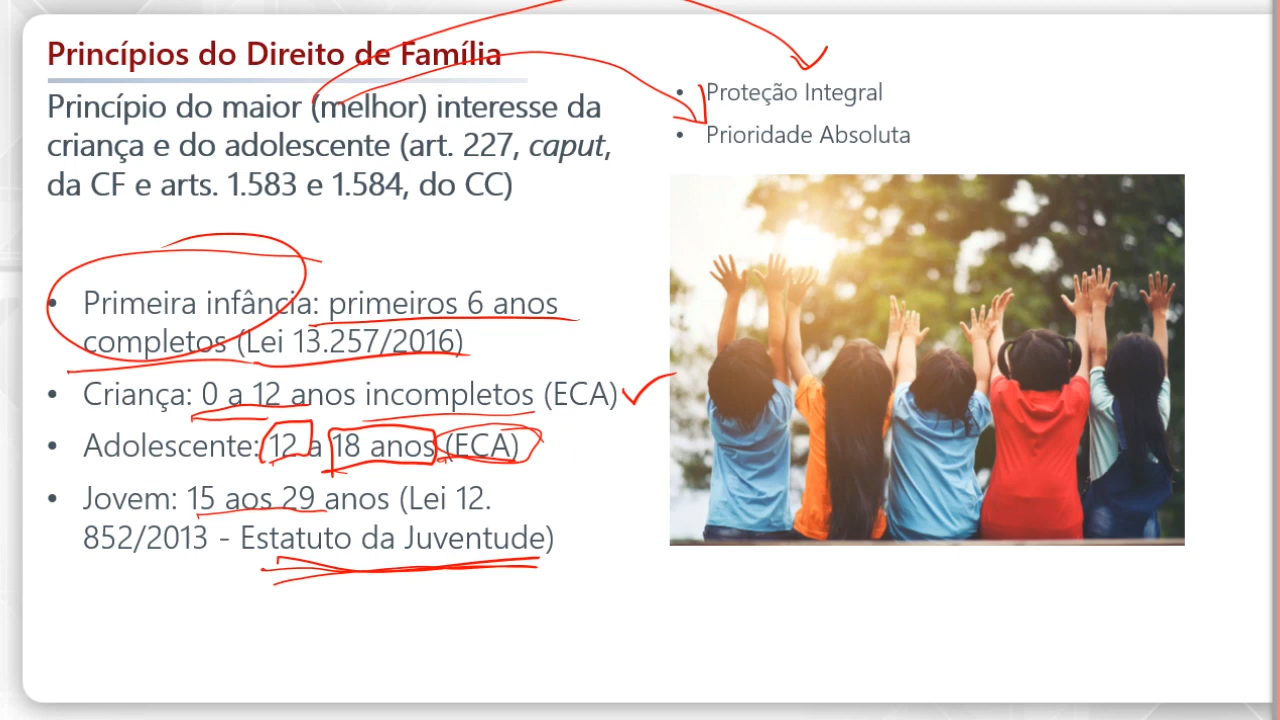 Princípios do Direito de Família
Princípio do maior (melhor) interesse da
criança e do adolescente (art. 227, caput,
da CF e arts. 1.583 e 1.584, do CC)
• Primeira infância: primeiros 6 anos
completos (Lei 13.257/2016)
• Criança: 0 a 12 anos incompletos (ECA)
• Adolescente: 12 a 18 anos (ECA)
• Jovem: 15 aos 29 anos (Lei 12.
852/2013 - Estatuto da Juventude)
• Proteção Integral
• Prioridade Absoluta